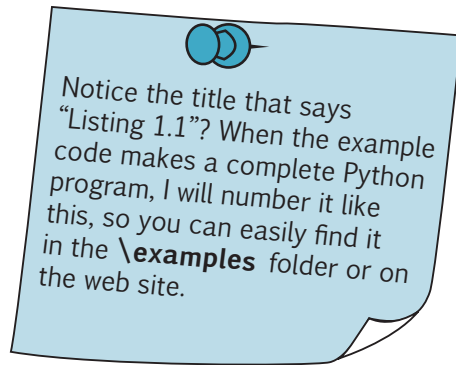 Notice the title that says
“Listing 1.1”? When the example
code makes a complete Python
program, I will number it like
this, so you can easily find it
in the \examples folder or on
the web site.